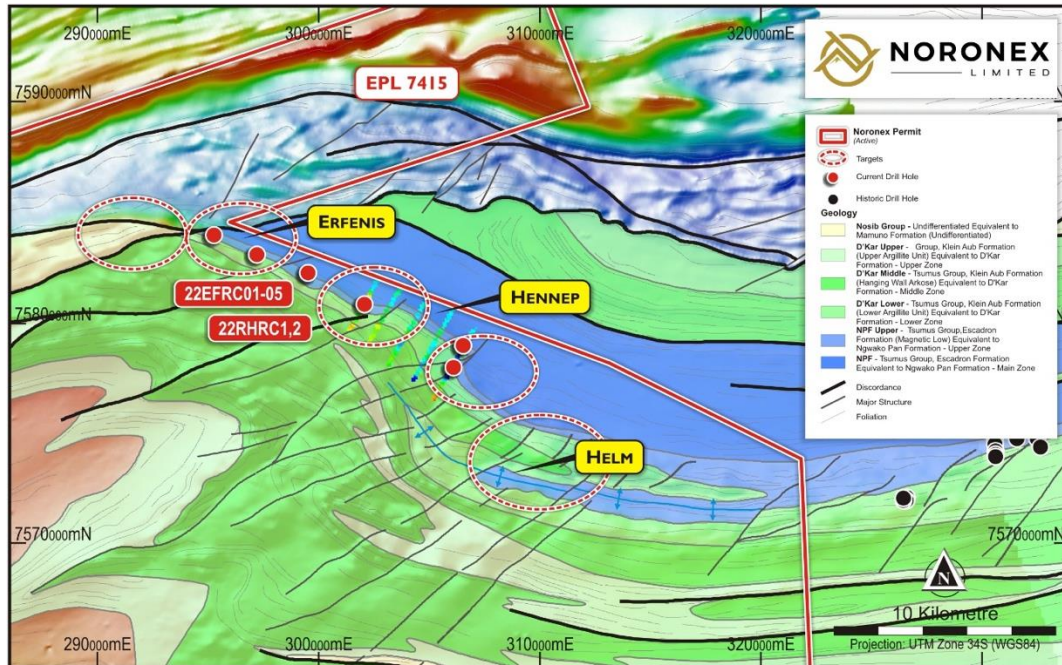 290000mE
310000mE
320000mE
NORONEX
LIMITED
EPL 7415
7590000mN
Noronex Permit
(Active)
Targets
Current Drill Hole
Historic Drill Hole
Geology
Nosib Group - Undifferentiated Equivalent to
Mamuno Formation (Undifferentiated)
D'Kar Upper - Group, Klein Aub Formation
(Upper Argillite Unit) Equivalent to D'Kar
Formation - Upper Zone
D'Kar Middle - Tsumus Group, Klein Aub Formation
(Hanging Wall Arkose) Equivalent to D'Kar
Formation - Middle Zone
D'Kar Lower - Tsumus Group, Klein Aub Formation
(Lower Argillite Unit) Equivalent to D'Kar
Formation - Lower Zone
NPF Upper - Tsumus Group,Escadron
Formation (Magnetic Low) Equivalent to
Ngwako Pan Formation - Upper Zone
NPF - Tsumus Group, Escadron Formation
Equivalent to Ngwako Pan Formation - Main Zone
Discordance
Major Structure
Foliation
ERFENIS
22EFRC01-05
HENNEP
22RHRC1,2
7580000mN
HELM
7570000mN
7570000mN
N
10 Kilometre
Projection: UTM Zone 34S (WGS84)
290000mE
300000mE
310000mE
320000mE